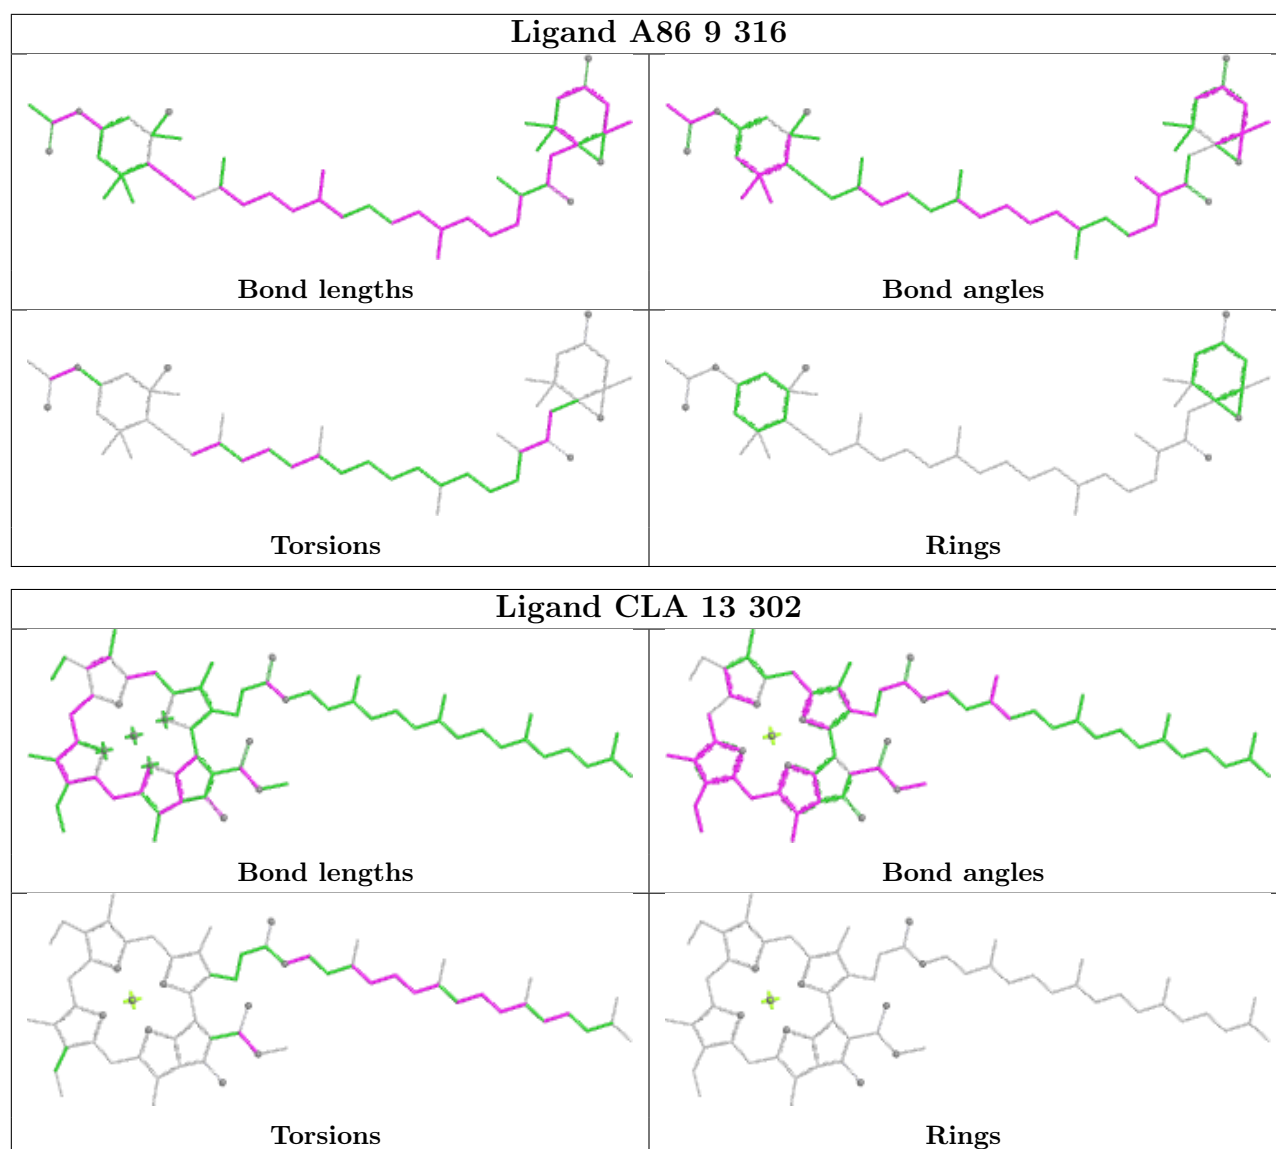 Ligand A86 9 316
Bond lengths
Bond angles
Torsions
Rings
Ligand CLA 13 302
Bond lengths
Bond angles
Torsions
Rings